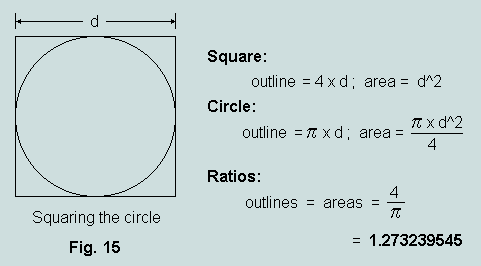 d
Square:
outline = 4 x d ; area = d^2
Circle:
outline = π x d ; area = π x d^2 / 4
Ratios:
outlines = areas = 4 / π
= 1.273239545
Squaring the circle
Fig. 15